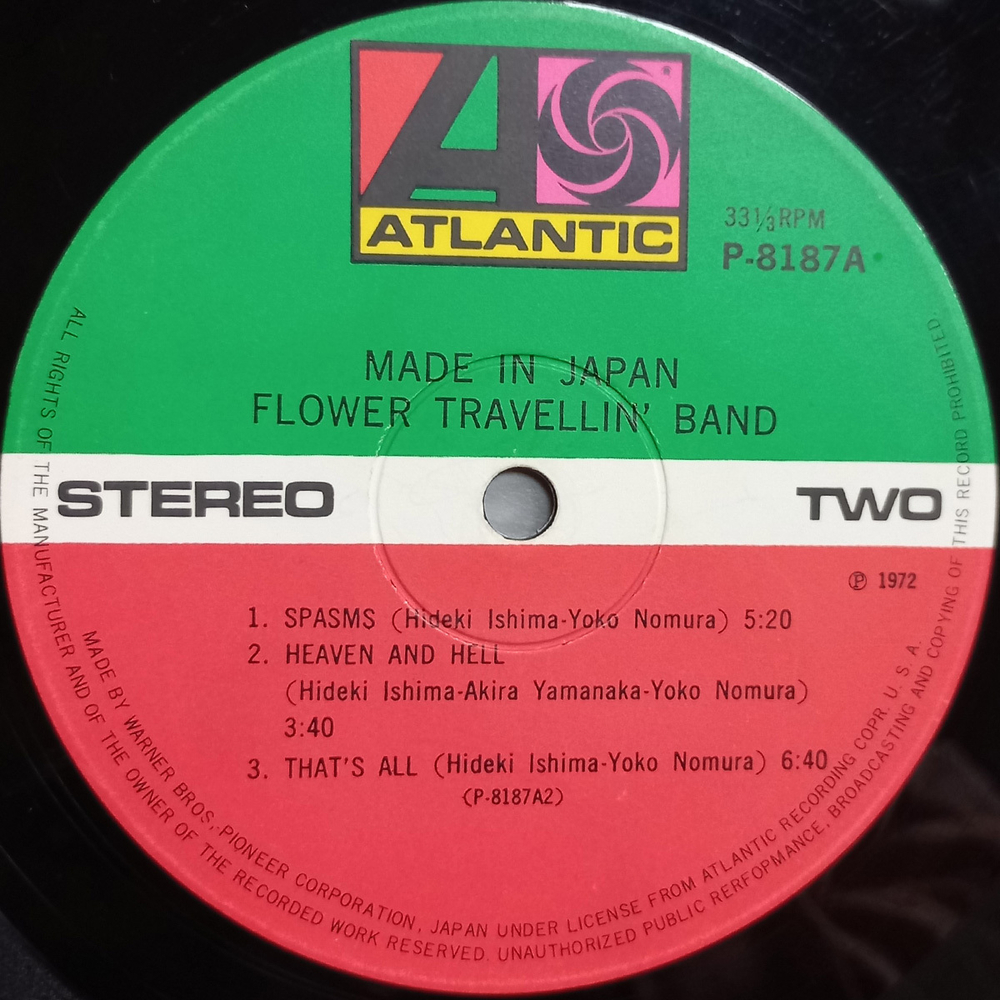 ATLANTIC
®
33⅓RPM
P-8187A
MADE IN JAPAN
FLOWER TRAVELLIN' BAND
STEREO
TWO
Ⓟ 1972
1. SPASMS (Hideki Ishima-Yoko Nomura) 5:20
2. HEAVEN AND HELL
(Hideki Ishima-Akira Yamanaka-Yoko Nomura)
3:40
3. THAT'S ALL (Hideki Ishima-Yoko Nomura) 6:40
(P-8187A2)
MADE BY WARNER BROS.,PIONEER CORPORATION, JAPAN UNDER LICENSE FROM ATLANTIC RECORDING COPR. U. S. A.
ALL RIGHTS OF THE MANUFACTURER AND OF THE OWNER OF THE RECORDED WORK RESERVED. UNAUTHORIZED PUBLIC RERFOPMANCE, BROADCASTING AND COPYING OF THIS RECORD PROHIBITED.